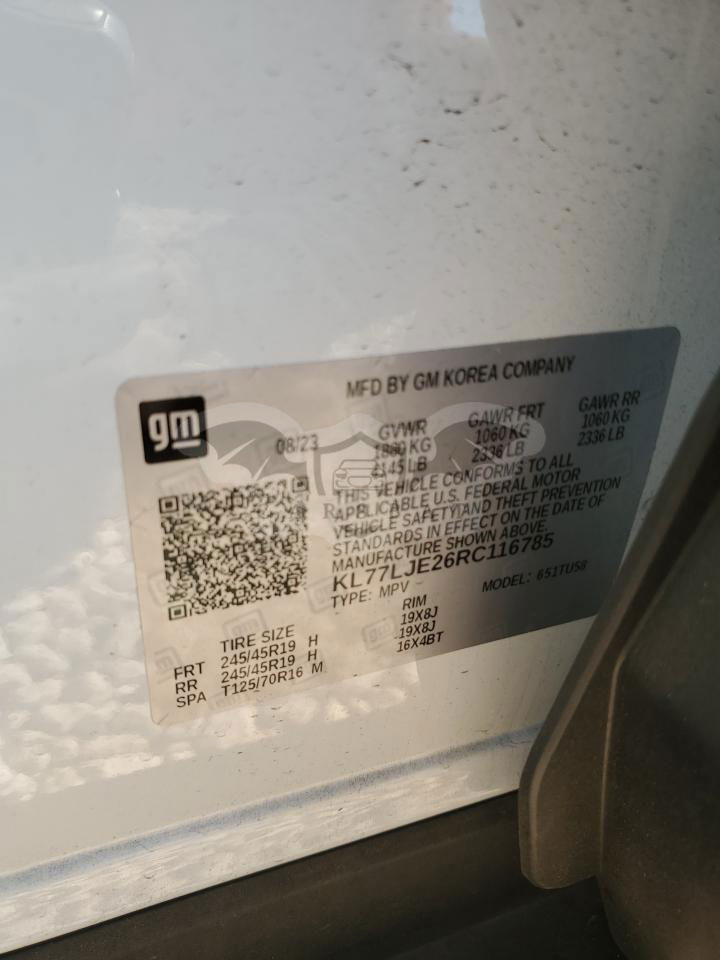 MFD BY GM KOREA COMPANY
gm
08/23
GVWR GAWR FRT GAWR RR
1880 KG 1060 KG 1060 KG
4145 LB 2336 LB 2336 LB
THIS VEHICLE CONFORMS TO ALL
APPLICABLE U.S. FEDERAL MOTOR
VEHICLE SAFETY AND THEFT PREVENTION
STANDARDS IN EFFECT ON THE DATE OF
MANUFACTURE SHOWN ABOVE.
KL77LJE26RC116785
TYPE: MPV MODEL: 651TUS8
TIRE SIZE RIM
FRT 245/45R19 H 19X8J
RR 245/45R19 H 19X8J
SPA T125/70R16 M 16X4BT